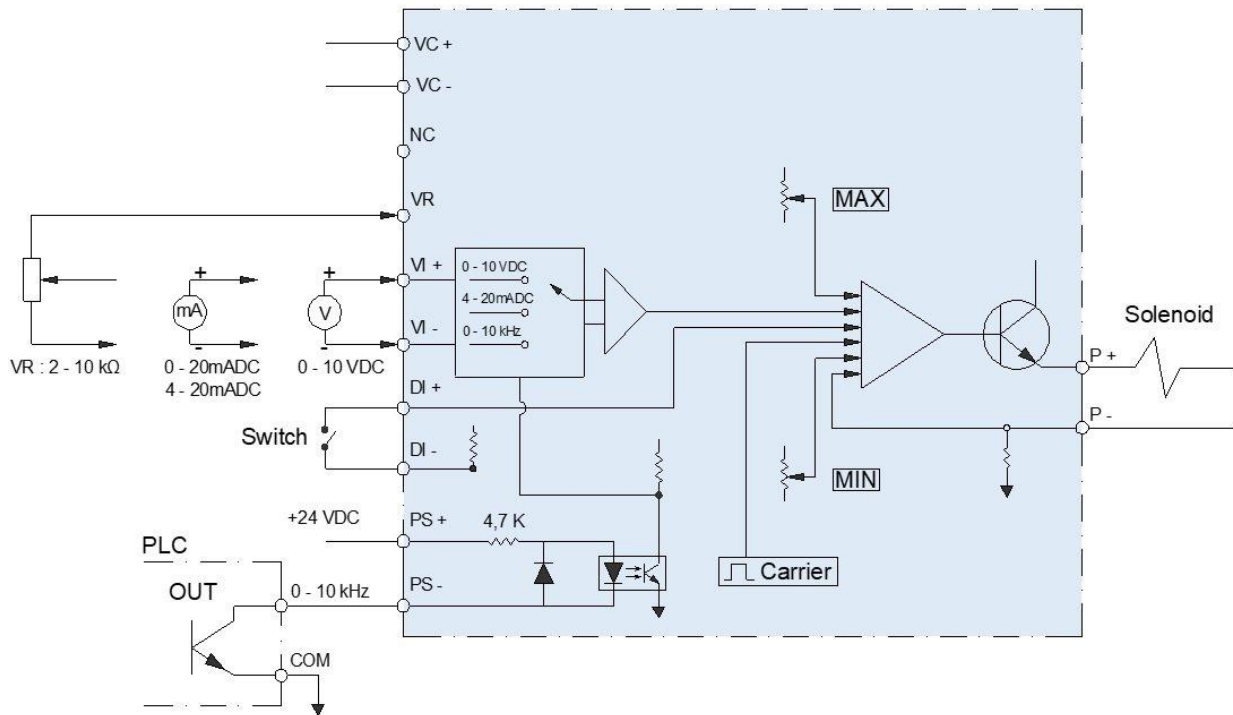 VC +
VC -
NC
VR
MAX
VI +
0 - 10 VDC
+
+
mA
V
4 - 20mADC
VI -
0 - 10 kHz
-
-
VR : 2 - 10 kΩ
0 - 20mADC
4 - 20mADC
0 - 10 VDC
Solenoid
P +
P -
DI +
Switch
DI -
MIN
+24 VDC
PS +
4,7 K
PLC
OUT
0 - 10 kHz
PS -
Carrier
COM